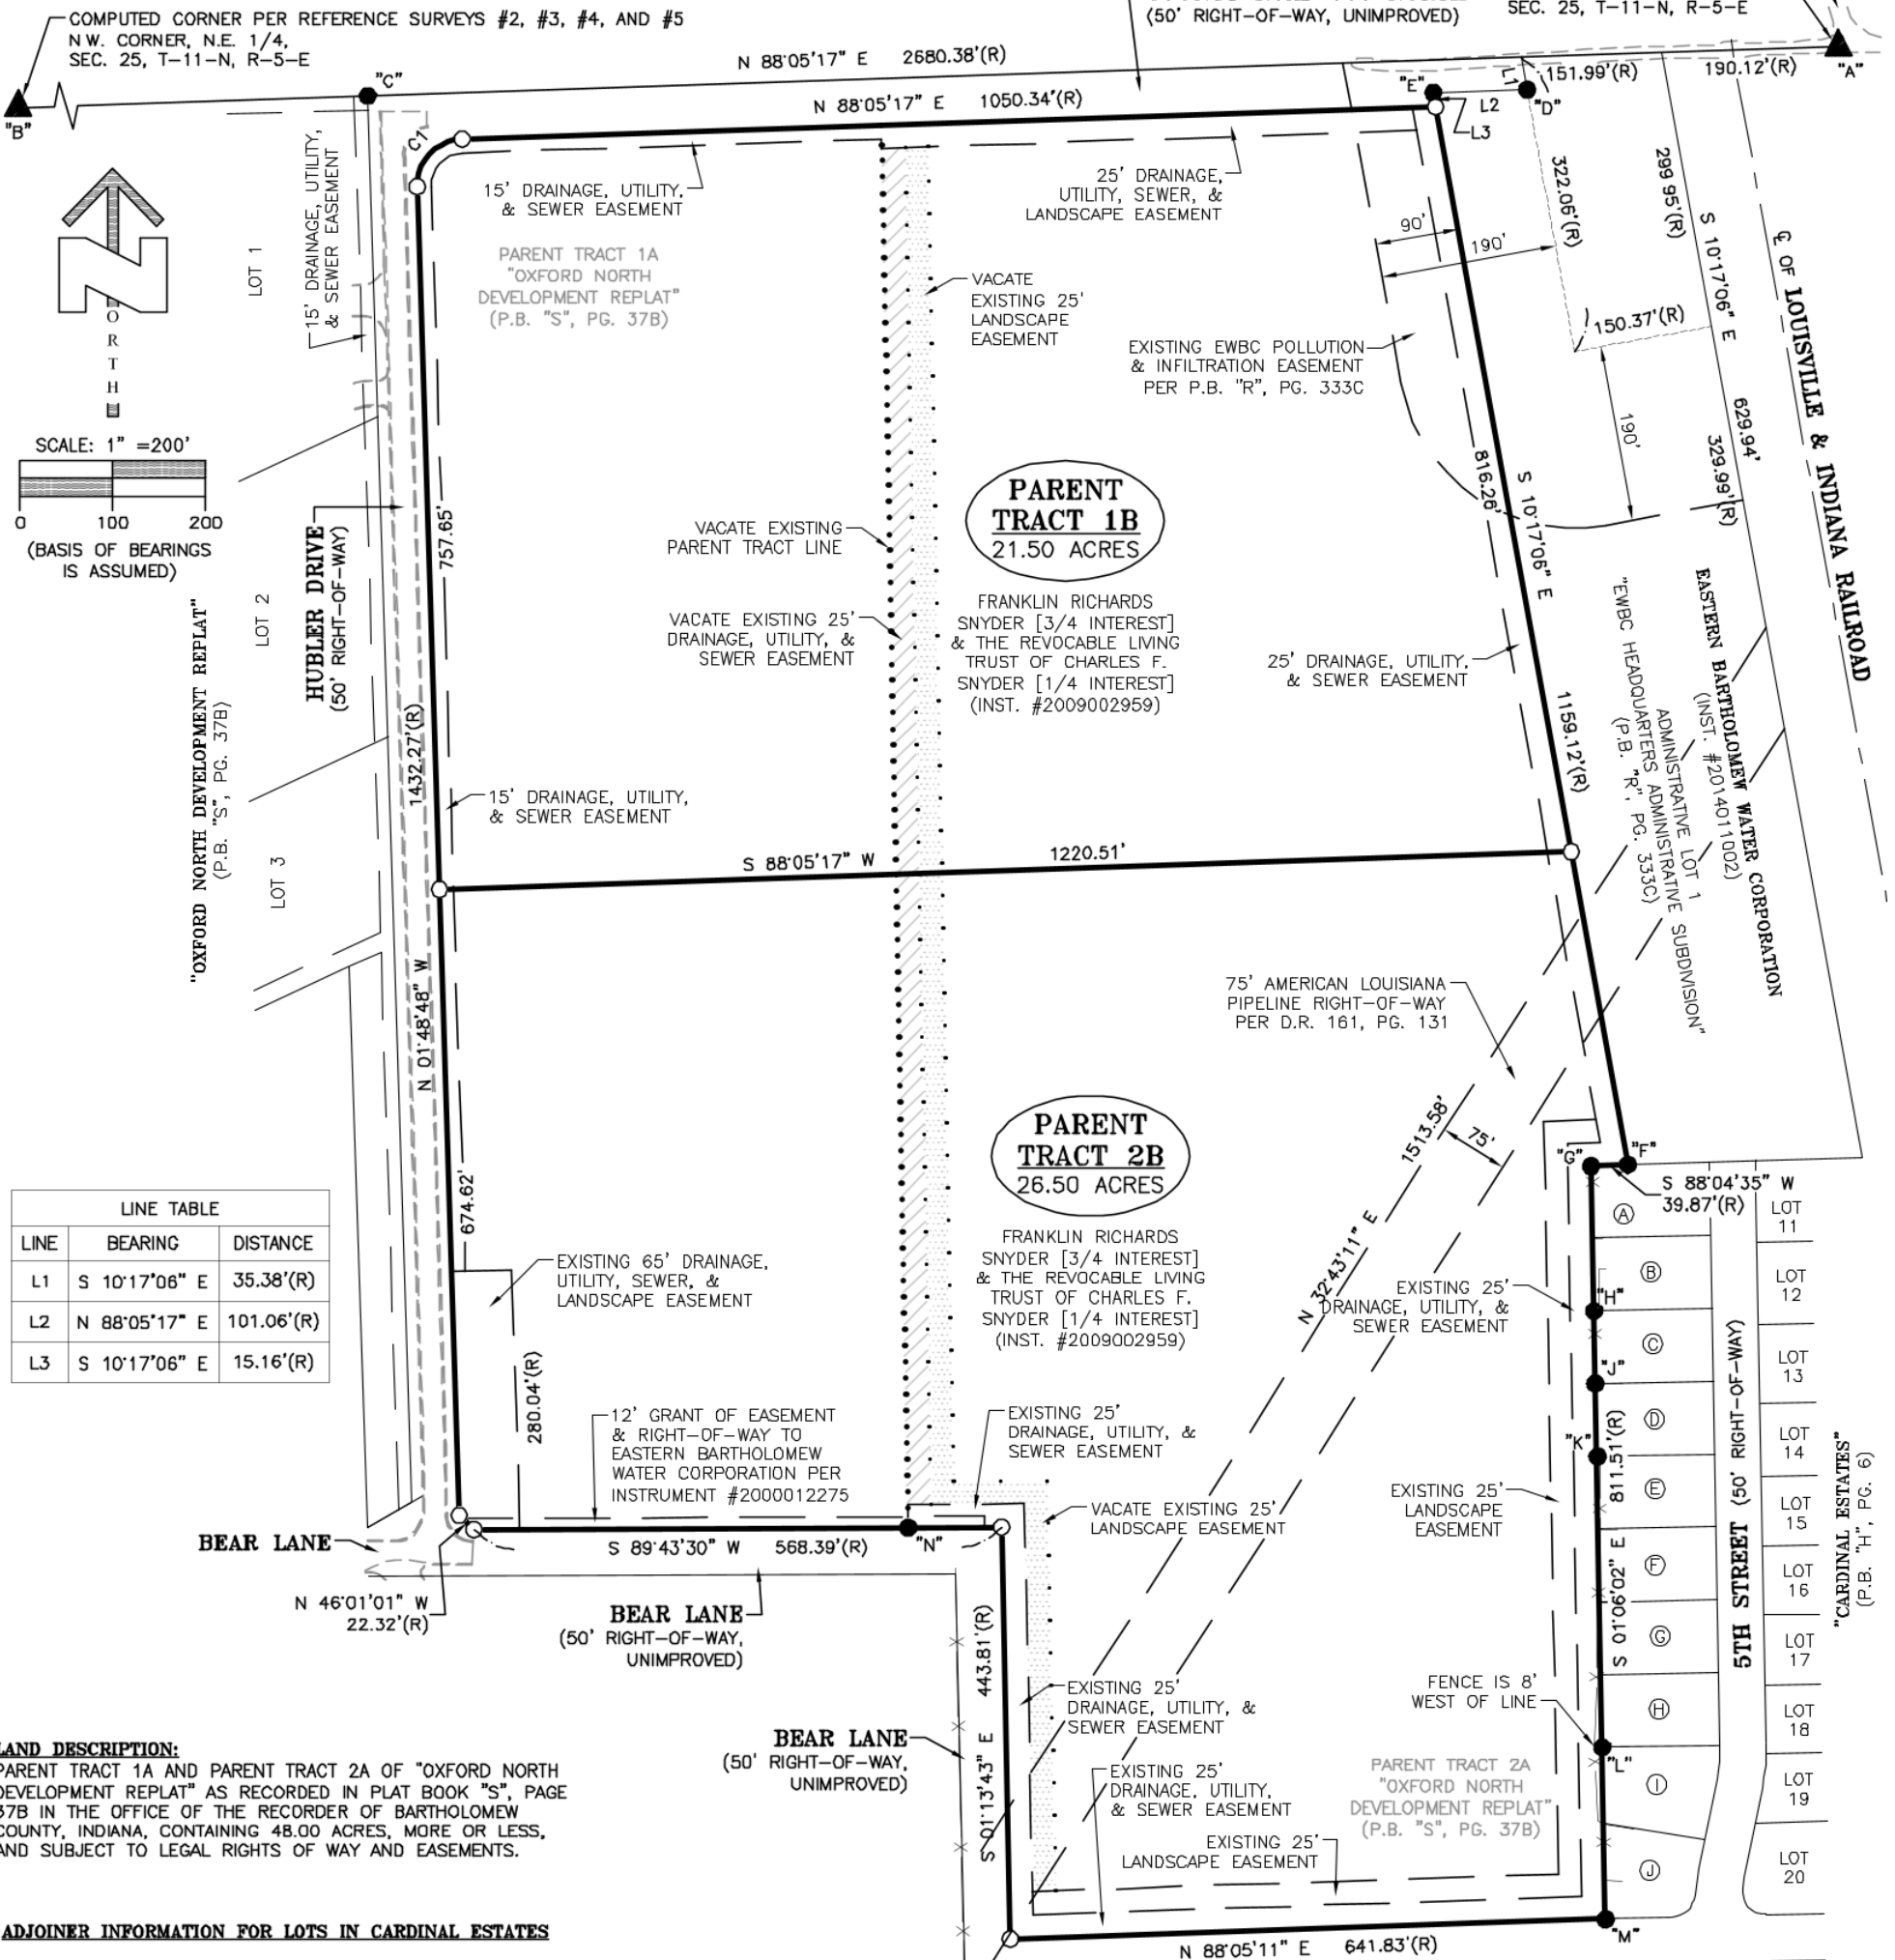 COMPUTED CORNER PER REFERENCE SURVEYS #2, #3, #4, AND #5
N W. CORNER, N.E. 1/4,
SEC. 25, T-11-N, R-5-E
(50' RIGHT-OF-WAY, UNIMPROVED)
SEC. 25, T-11-N, R-5-E
N 88°05'17" E 2680.38'(R)
"A"
"B"
"C"
"D"
"E"
L1
151.99'(R)
190.12'(R)
N 88°05'17" E 1050.34'(R)
L2
L3
C1
NORTH
SCALE: 1" =200'
0 100 200
(BASIS OF BEARINGS
IS ASSUMED)
LOT 1
15' DRAINAGE, UTILITY,
& SEWER EASEMENT
15' DRAINAGE, UTILITY,
& SEWER EASEMENT
PARENT TRACT 1A
"OXFORD NORTH
DEVELOPMENT REPLAT"
(P.B. "S", PG. 37B)
25' DRAINAGE,
UTILITY, SEWER, &
LANDSCAPE EASEMENT
VACATE
EXISTING 25'
LANDSCAPE
EASEMENT
90'
190'
322.06'(R)
299 95'(R)
S 10°17'06" E
150.37'(R)
190'
629.94'
329.99'(R)
℄ OF LOUISVILLE & INDIANA RAILROAD
EXISTING EWBC POLLUTION
& INFILTRATION EASEMENT
PER P.B. "R", PG. 333C
816.26'
S 10°17'06" E
1159.12'(R)
PARENT
TRACT 1B
21.50 ACRES
FRANKLIN RICHARDS
SNYDER [3/4 INTEREST]
& THE REVOCABLE LIVING
TRUST OF CHARLES F.
SNYDER [1/4 INTEREST]
(INST. #2009002959)
VACATE EXISTING
PARENT TRACT LINE
VACATE EXISTING 25'
DRAINAGE, UTILITY, &
SEWER EASEMENT
25' DRAINAGE, UTILITY,
& SEWER EASEMENT
EASTERN BARTHOLOMEW WATER CORPORATION
(INST. #2014011002)
ADMINISTRATIVE LOT 1
"EWBC HEADQUARTERS ADMINISTRATIVE SUBDIVISION"
(P.B. "R", PG. 333C)
HUBLER DRIVE
(50' RIGHT-OF-WAY)
757.65'
1432.27'(R)
N 01°48'48" W
674.62'
LOT 2
"OXFORD NORTH DEVELOPMENT REPLAT"
(P.B. "S", PG. 37B)
LOT 3
15' DRAINAGE, UTILITY,
& SEWER EASEMENT
S 88°05'17" W 1220.51'
75' AMERICAN LOUISIANA
PIPELINE RIGHT-OF-WAY
PER D.R. 161, PG. 131
PARENT
TRACT 2B
26.50 ACRES
FRANKLIN RICHARDS
SNYDER [3/4 INTEREST]
& THE REVOCABLE LIVING
TRUST OF CHARLES F.
SNYDER [1/4 INTEREST]
(INST. #2009002959)
N 32°43'11" E
1513.58'
75'
LINE TABLE
LINE BEARING DISTANCE
L1 S 10°17'06" E 35.38'(R)
L2 N 88°05'17" E 101.06'(R)
L3 S 10°17'06" E 15.16'(R)
EXISTING 65' DRAINAGE,
UTILITY, SEWER, &
LANDSCAPE EASEMENT
280.04'(R)
12' GRANT OF EASEMENT
& RIGHT-OF-WAY TO
EASTERN BARTHOLOMEW
WATER CORPORATION PER
INSTRUMENT #2000012275
EXISTING 25'
DRAINAGE, UTILITY, &
SEWER EASEMENT
VACATE EXISTING 25'
LANDSCAPE EASEMENT
"G"
"F"
S 88°04'35" W
39.87'(R)
EXISTING 25'
DRAINAGE, UTILITY, &
SEWER EASEMENT
"H"
"J"
"K"
811.51'(R)
S 01°06'02" E
EXISTING 25'
LANDSCAPE
EASEMENT
A
B
C
D
E
F
G
H
I
J
5TH STREET (50' RIGHT-OF-WAY)
LOT
11
LOT
12
LOT
13
LOT
14
LOT
15
LOT
16
LOT
17
LOT
18
LOT
19
LOT
20
"CARDINAL ESTATES"
(P.B. "H", PG. 6)
BEAR LANE
N 46°01'01" W
22.32'(R)
S 89°43'30" W 568.39'(R)
"N"
BEAR LANE
(50' RIGHT-OF-WAY,
UNIMPROVED)
BEAR LANE
(50' RIGHT-OF-WAY,
UNIMPROVED)
S 01°13'43" E 443.81'(R)
EXISTING 25'
DRAINAGE, UTILITY, &
SEWER EASEMENT
EXISTING 25'
DRAINAGE, UTILITY,
& SEWER EASEMENT
EXISTING 25'
LANDSCAPE EASEMENT
FENCE IS 8'
WEST OF LINE
"L"
PARENT TRACT 2A
"OXFORD NORTH
DEVELOPMENT REPLAT"
(P.B. "S", PG. 37B)
"M"
N 88°05'11" E 641.83'(R)
LAND DESCRIPTION:
PARENT TRACT 1A AND PARENT TRACT 2A OF "OXFORD NORTH
DEVELOPMENT REPLAT" AS RECORDED IN PLAT BOOK "S", PAGE
37B IN THE OFFICE OF THE RECORDER OF BARTHOLOMEW
COUNTY, INDIANA, CONTAINING 48.00 ACRES, MORE OR LESS,
AND SUBJECT TO LEGAL RIGHTS OF WAY AND EASEMENTS.
ADJOINER INFORMATION FOR LOTS IN CARDINAL ESTATES